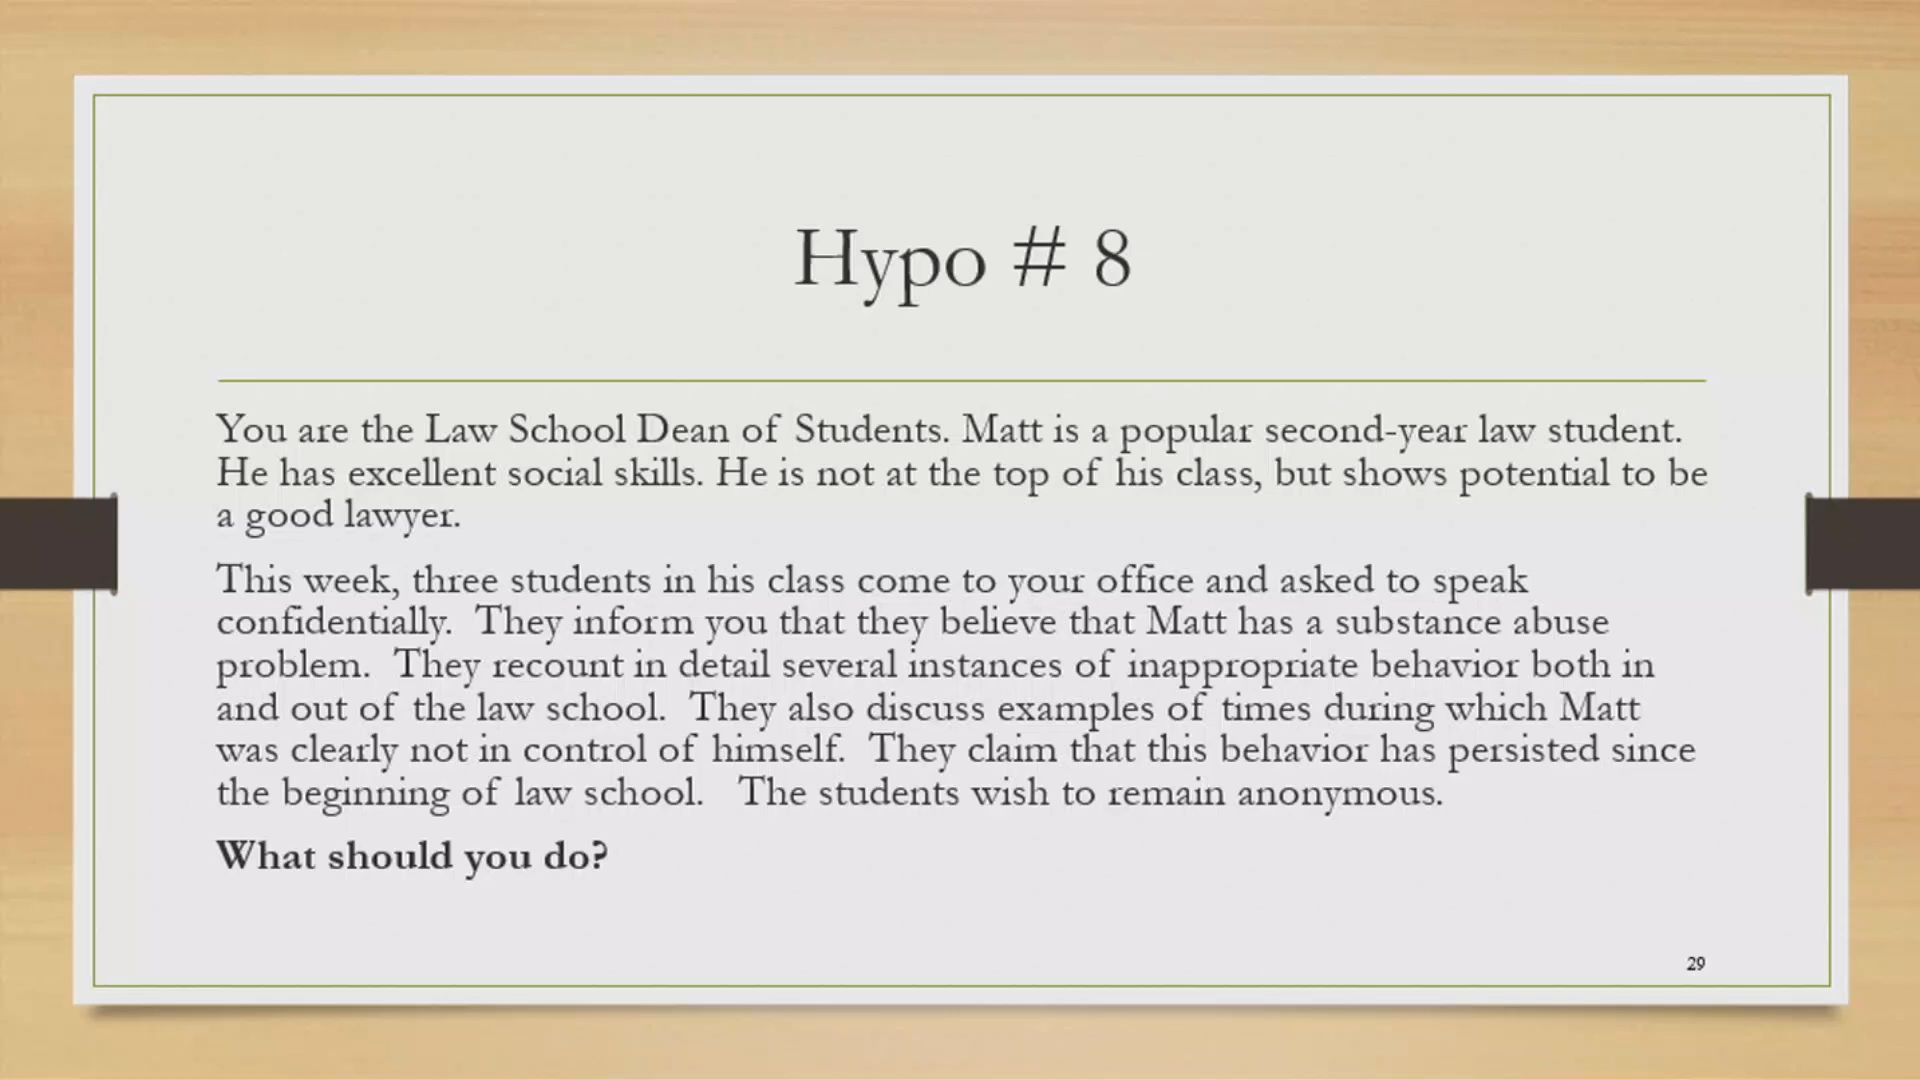 Hypo # 8
You are the Law School Dean of Students. Matt is a popular second-year law student.
He has excellent social skills. He is not at the top of his class, but shows potential to be
a good lawyer.
This week, three students in his class come to your office and asked to speak
confidentially.  They inform you that they believe that Matt has a substance abuse
problem.  They recount in detail several instances of inappropriate behavior both in
and out of the law school.  They also discuss examples of times during which Matt
was clearly not in control of himself.  They claim that this behavior has persisted since
the beginning of law school.   The students wish to remain anonymous.
What should you do?
29